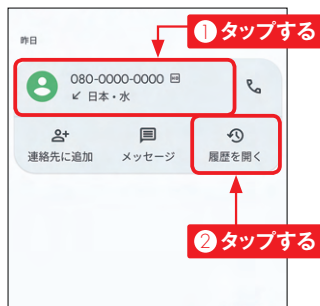 昨日
❶タップする
080-0000-0000
日本・水
連絡先に追加
メッセージ
履歴を開く
❷タップする